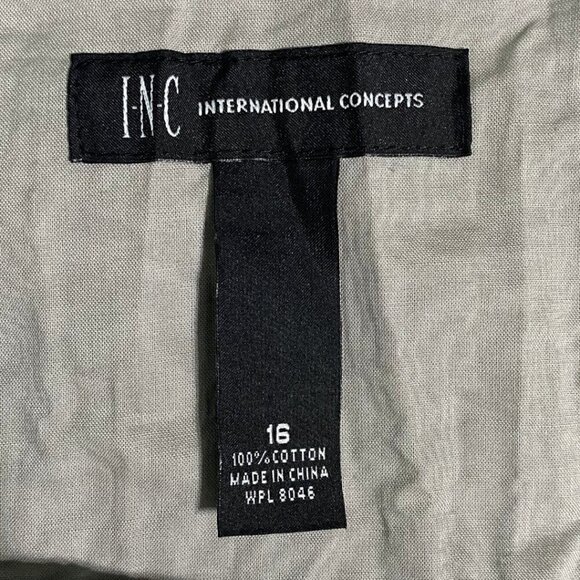 I-N-C INTERNATIONAL CONCEPTS
16
100% COTTON
MADE IN CHINA
WPL 8046